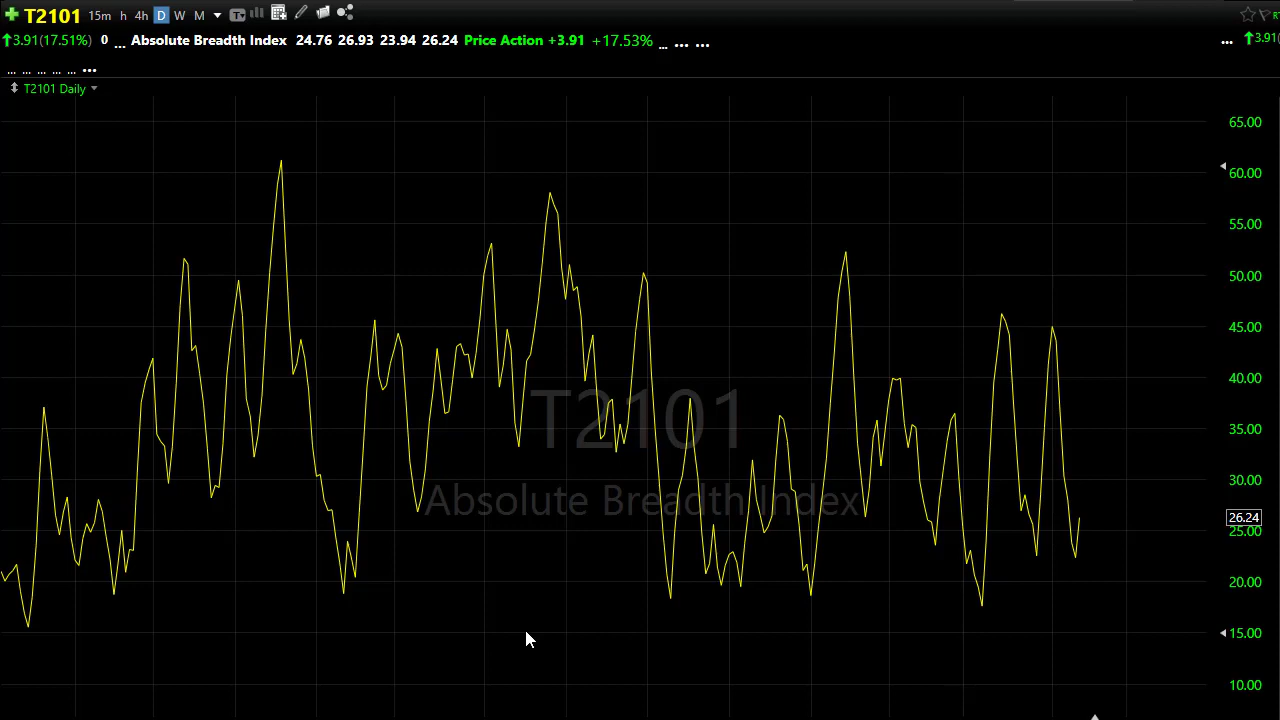 T2101 15m h 4h D W M T
3.91(17.51%) 0 ... Absolute Breadth Index 24.76 26.93 23.94 26.24 Price Action +3.91 +17.53% ... ... ... ... 3.91(
... ... ... ... ... ...
T2101 Daily
65.00
60.00
55.00
50.00
45.00
40.00
T2101
35.00
30.00
Absolute Breadth Index
26.24
25.00
20.00
15.00
10.00